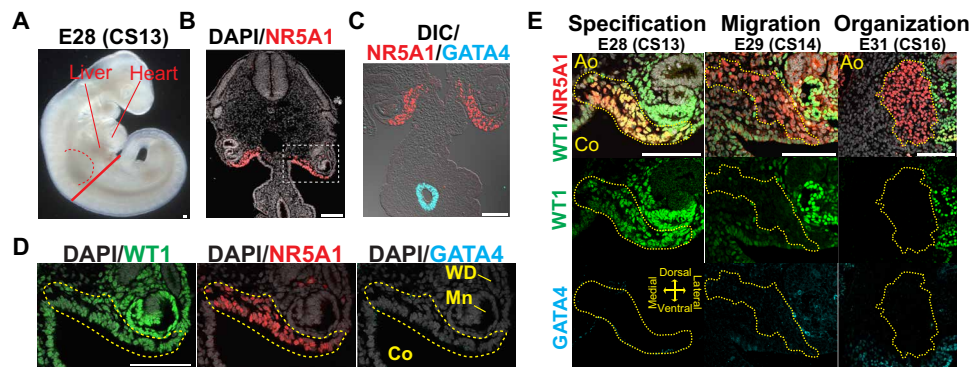 A
E28 (CS13)
Liver
Heart
B
DAPI/NR5A1
C
DIC/
NR5A1/GATA4
D
DAPI/WT1
DAPI/NR5A1
DAPI/GATA4
WD
Mn
Co
E
Specification
E28 (CS13)
Migration
E29 (CS14)
Organization
E31 (CS16)
WT1/NR5A1
Ao
Co
Ao
WT1
GATA4
Dorsal
Medial
Lateral
Ventral